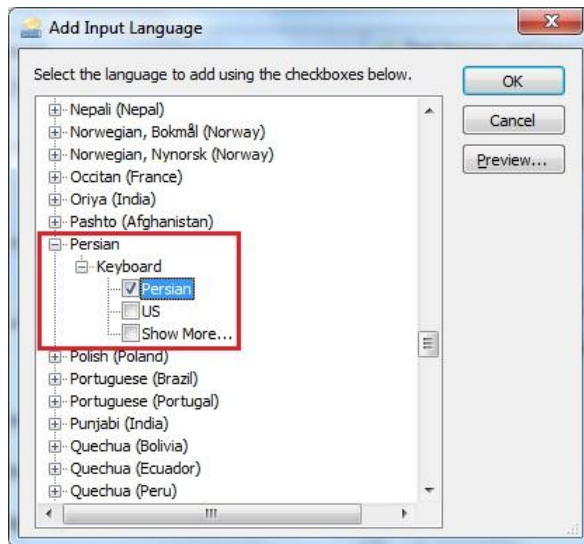 Add Input Language
Select the language to add using the checkboxes below.
OK
Cancel
Preview...
Nepali (Nepal)
Norwegian, Bokmål (Norway)
Norwegian, Nynorsk (Norway)
Occitan (France)
Oriya (India)
Pashto (Afghanistan)
Persian
Keyboard
Persian
US
Show More...
Polish (Poland)
Portuguese (Brazil)
Portuguese (Portugal)
Punjabi (India)
Quechua (Bolivia)
Quechua (Ecuador)
Quechua (Peru)